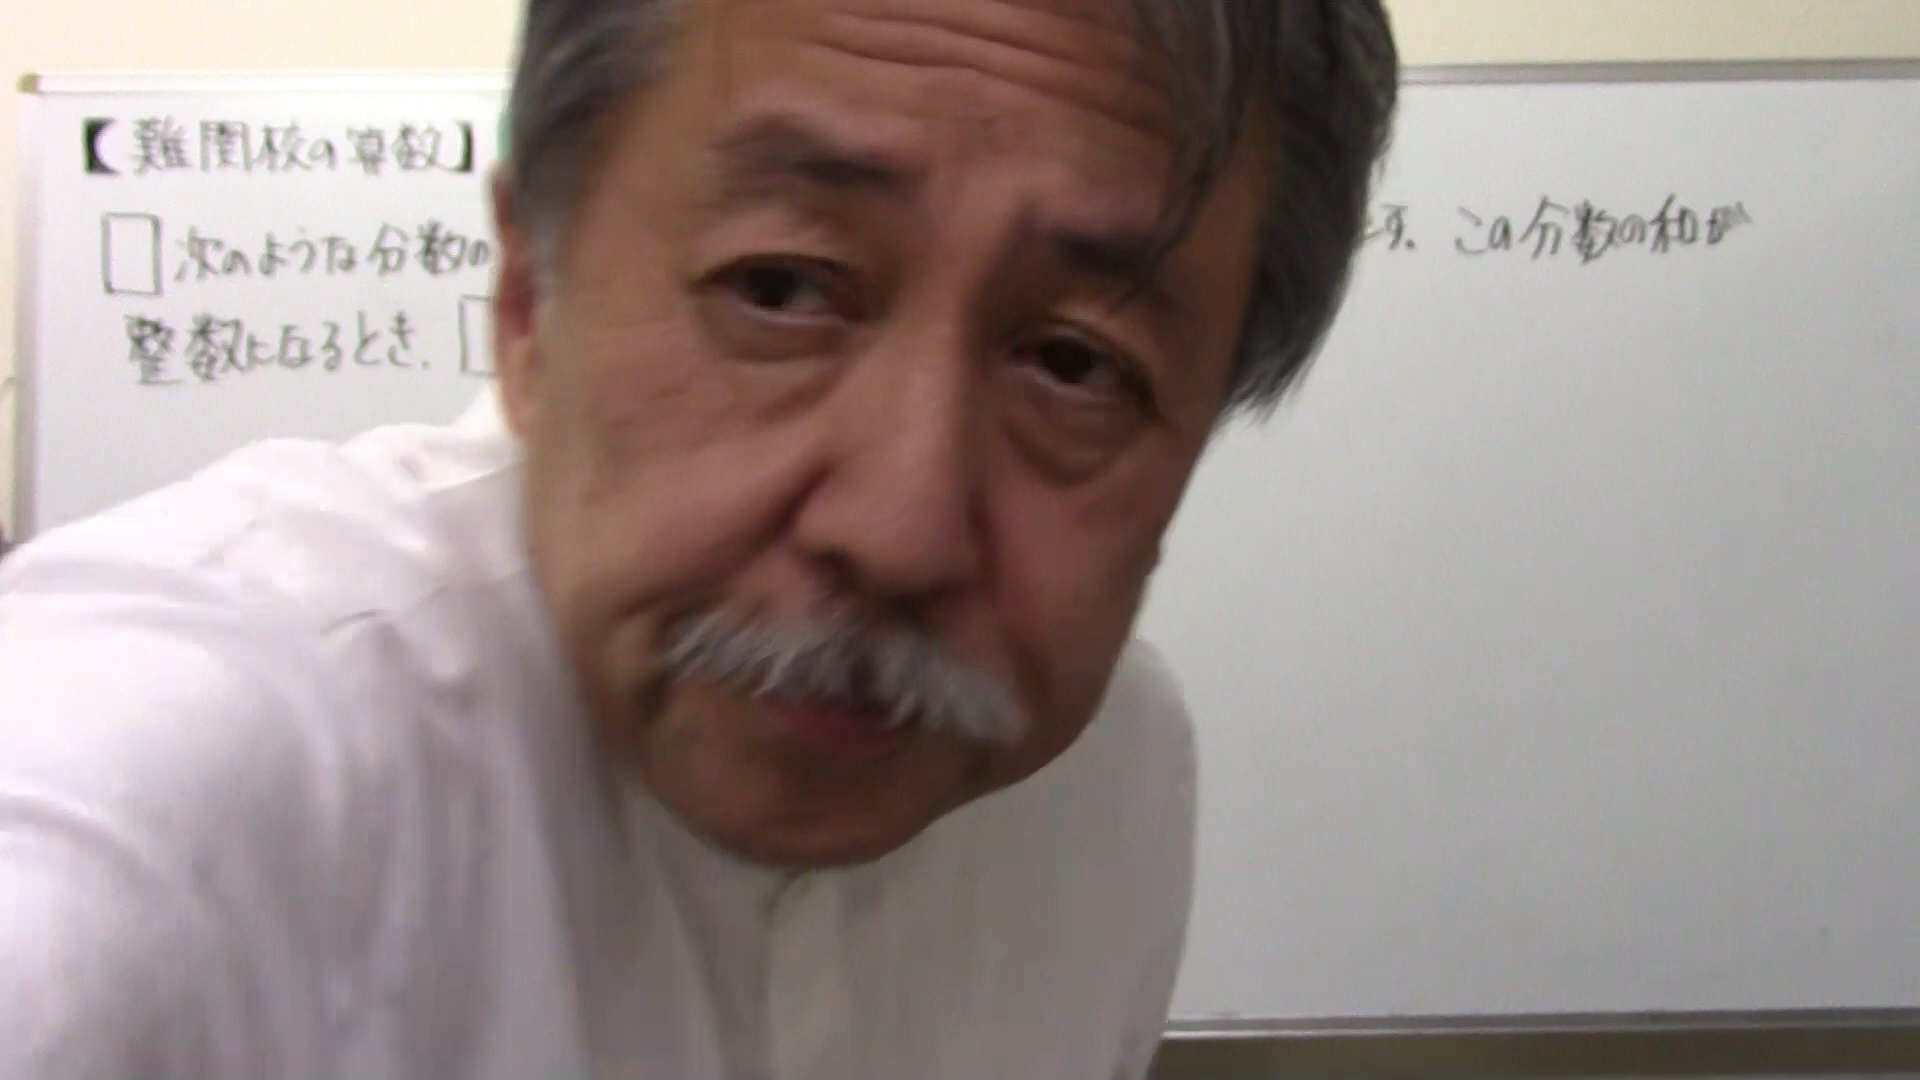 【難関校の算数】
次のような分数の
ます。この分数の和が
整数になるとき、